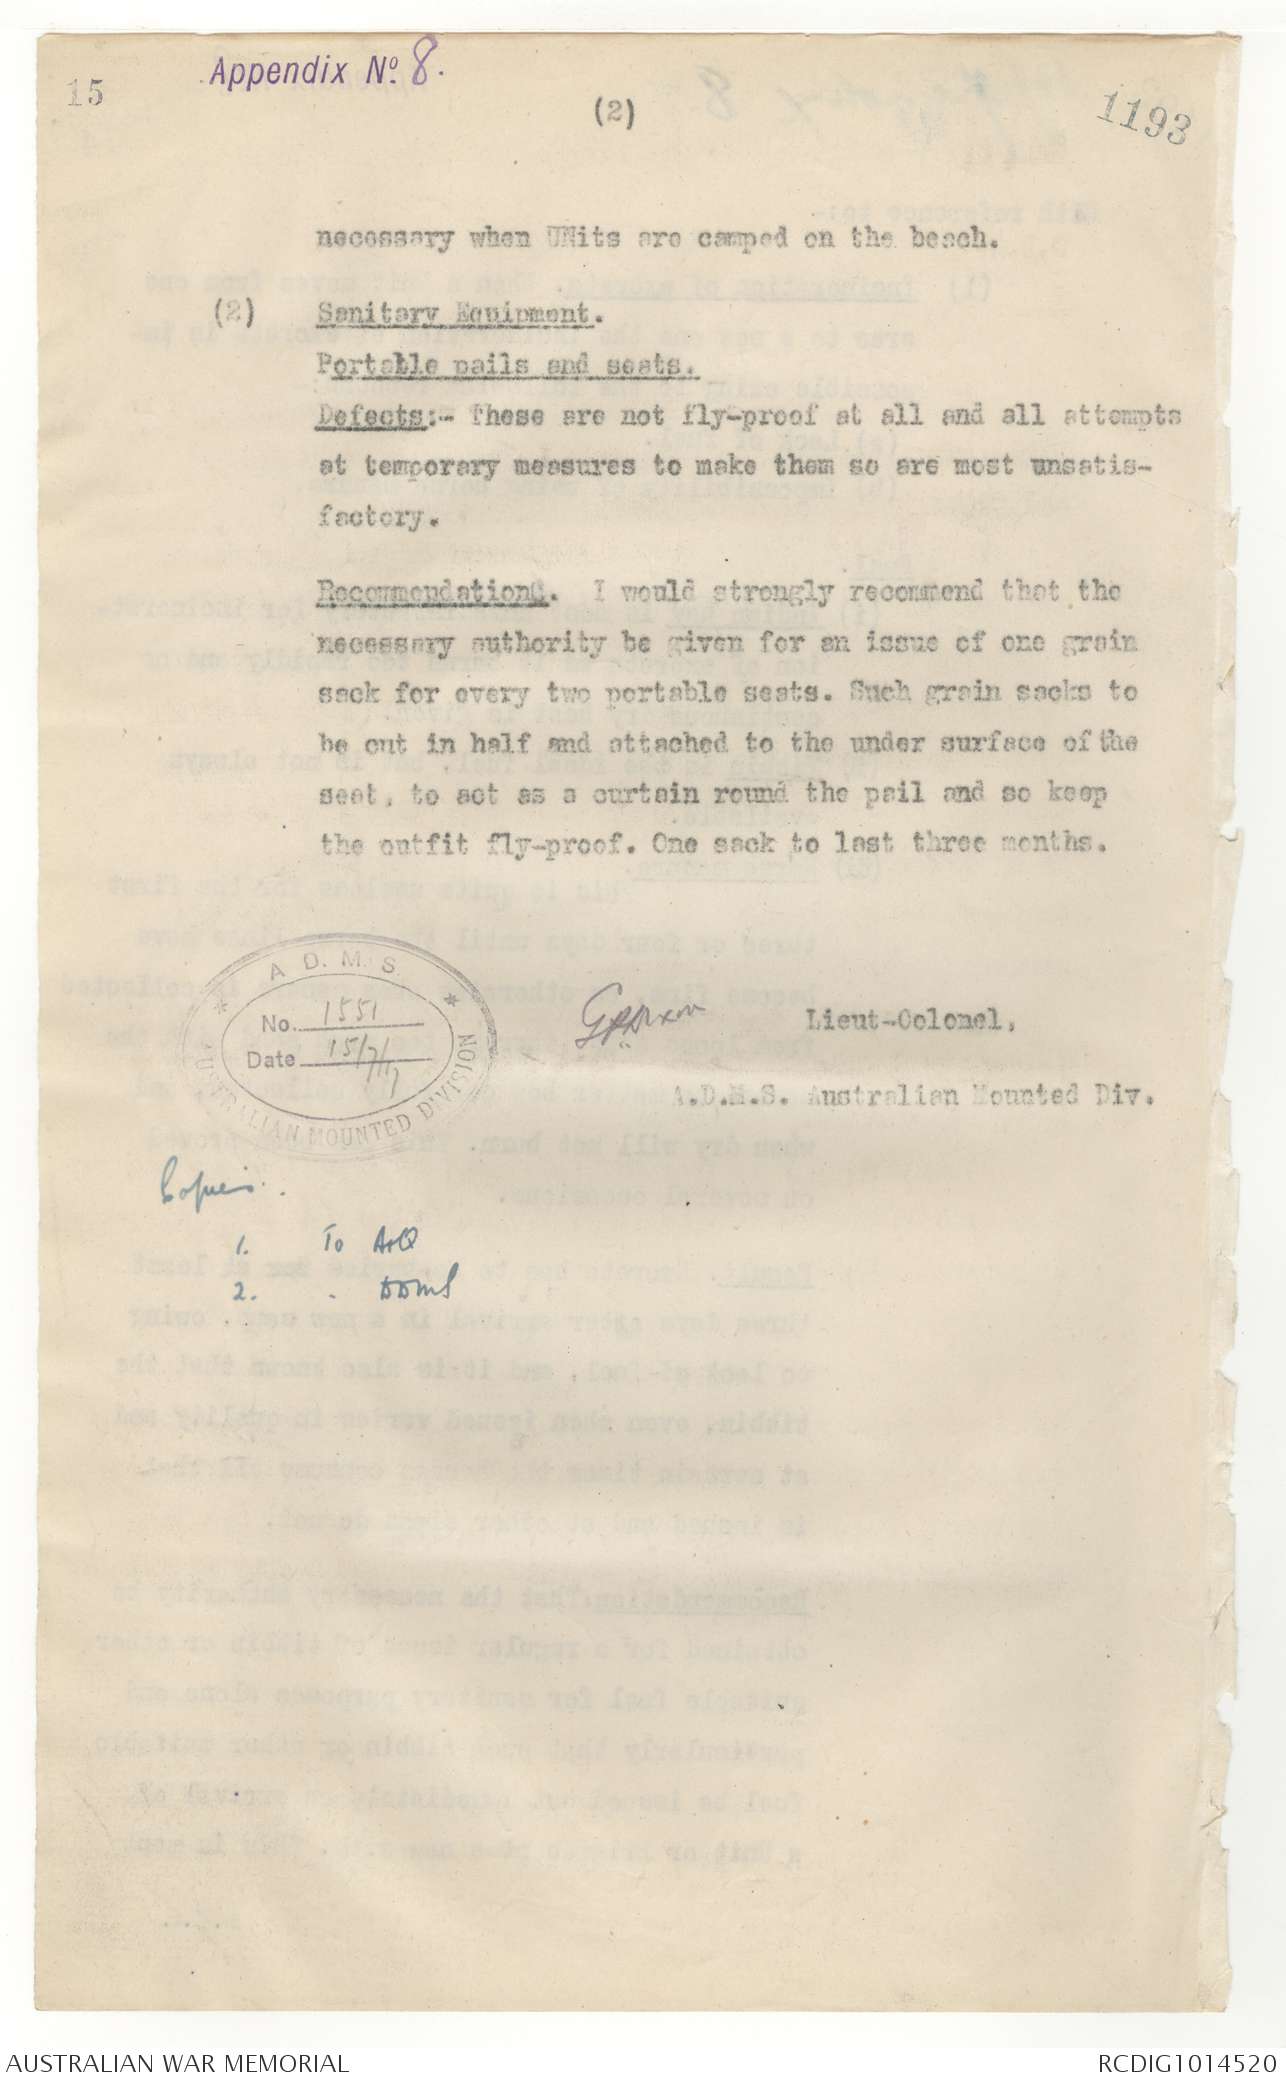 Appendix No. 8.
15
(2)
1193
necessary when UNits are camped on the beach.
(2) Sanitary Equipment.
Portable pails and seats.
Defects:- These are not fly-proof at all and all attempts
at temporary measures to make them so are most unsatis-
factory.
Recommendation. I would strongly recommend that the
necessary authority be given for an issue of one grain
sack for every two portable seats. Such grain sacks to
be cut in half and attached to the under surface of the
seat, to act as a curtain round the pail and so keep
the outfit fly-proof. One sack to last three months.
A. D. M. S.
No. 1551
Date 15/7/17
AUSTRALIAN MOUNTED DIVISION
Lieut-Colonel,
A.D.M.S. Australian Mounted Div.
Copies.
1. To A&Q
2. " DDMS
AUSTRALIAN WAR MEMORIAL
RCDIG1014520